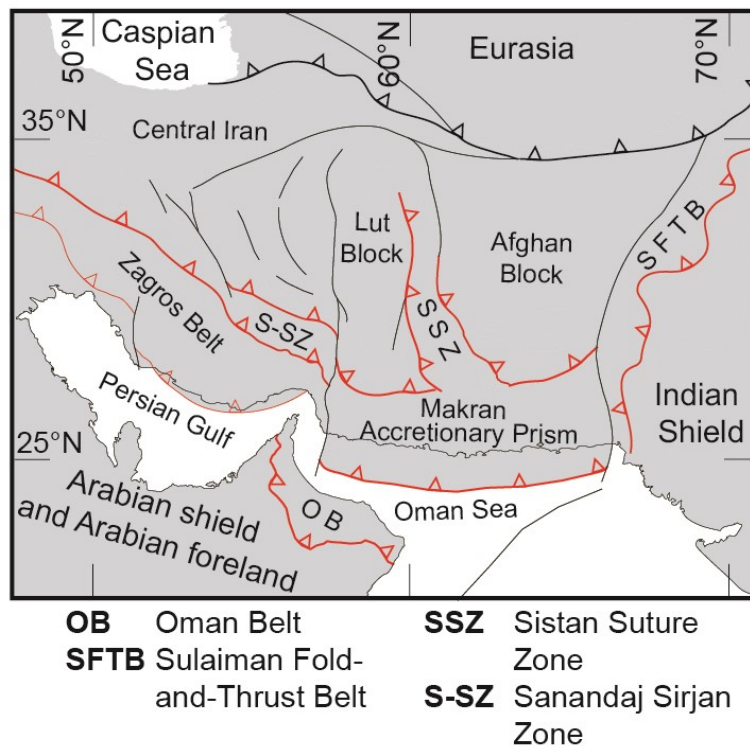 Caspian
Sea
50°N
60°N
70°N
Eurasia
35°N
Central Iran
Lut
Block
Afghan
Block
SFTB
Zagros Belt
S-SZ
SSZ
Persian Gulf
Makran
Accretionary Prism
Indian
Shield
25°N
Arabian shield
and Arabian foreland
OB
Oman Sea
OB Oman Belt
SFTB Sulaiman Fold-
and-Thrust Belt
SSZ Sistan Suture
Zone
S-SZ Sanandaj Sirjan
Zone